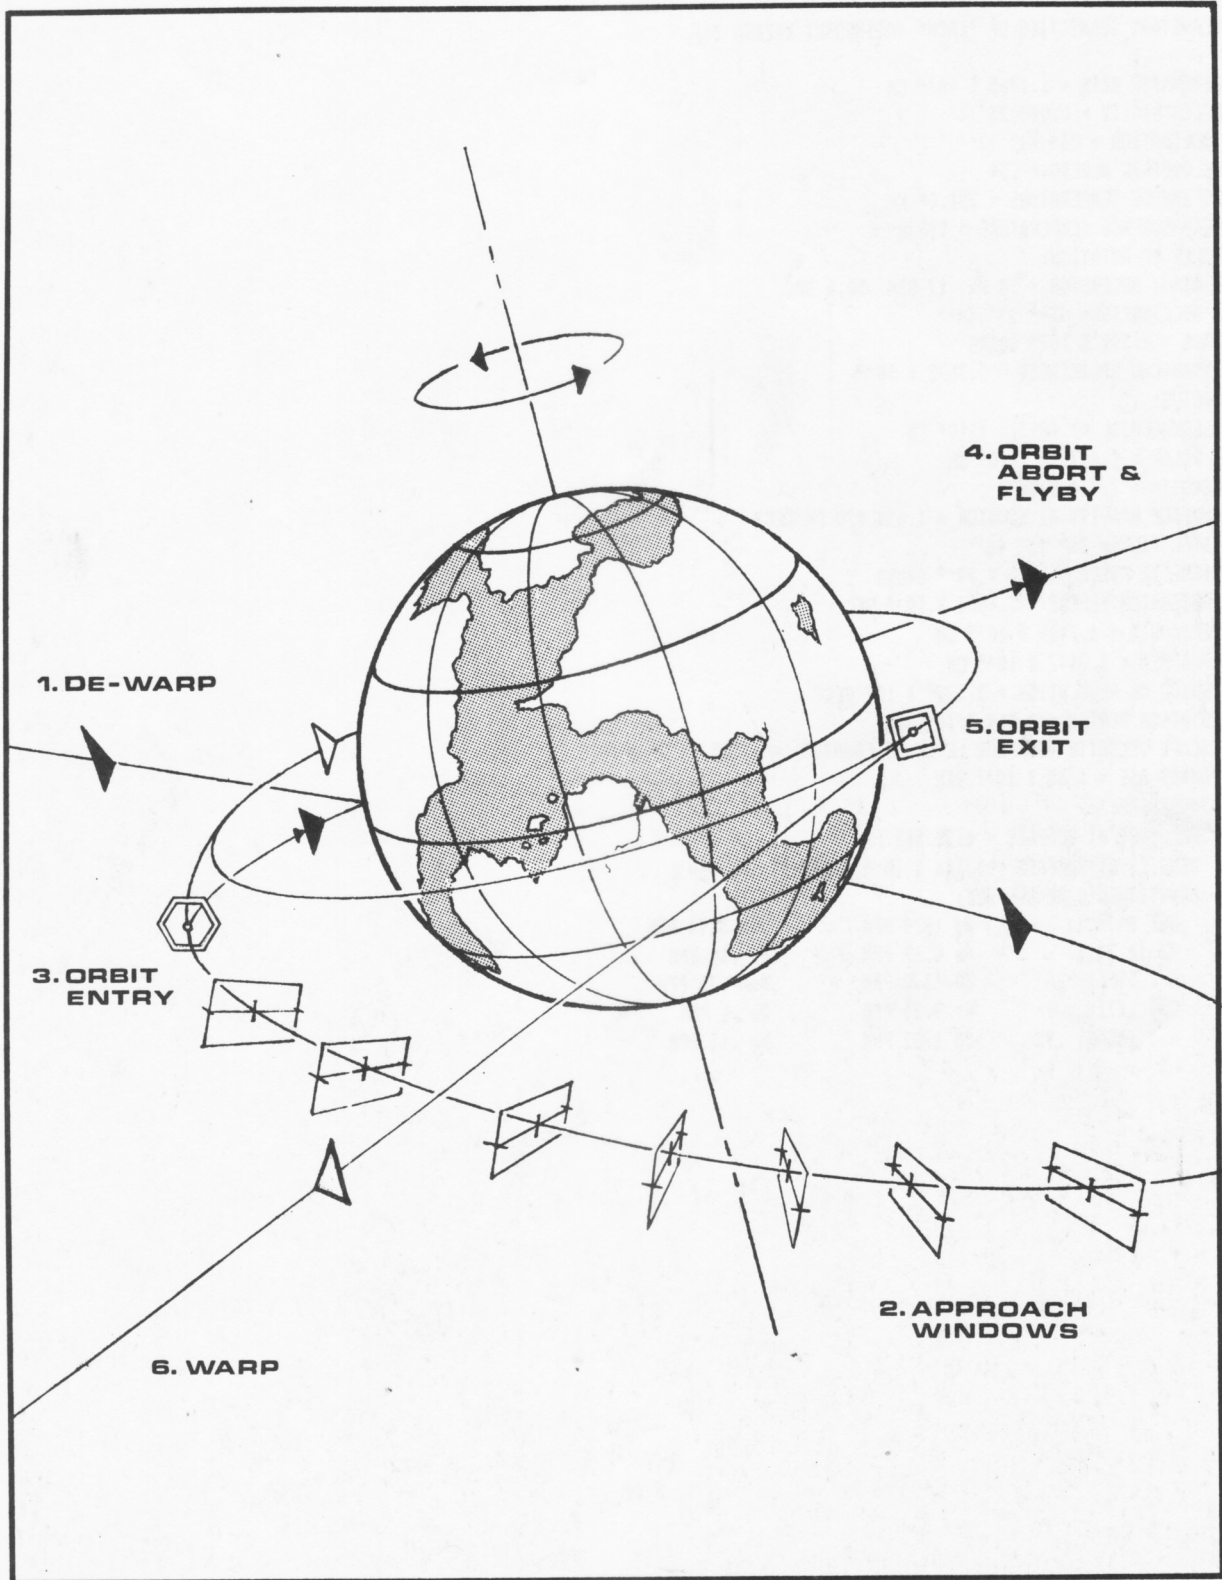 4. ORBIT
ABORT &
FLYBY
1. DE-WARP
5. ORBIT
EXIT
3. ORBIT
ENTRY
2. APPROACH
WINDOWS
6. WARP